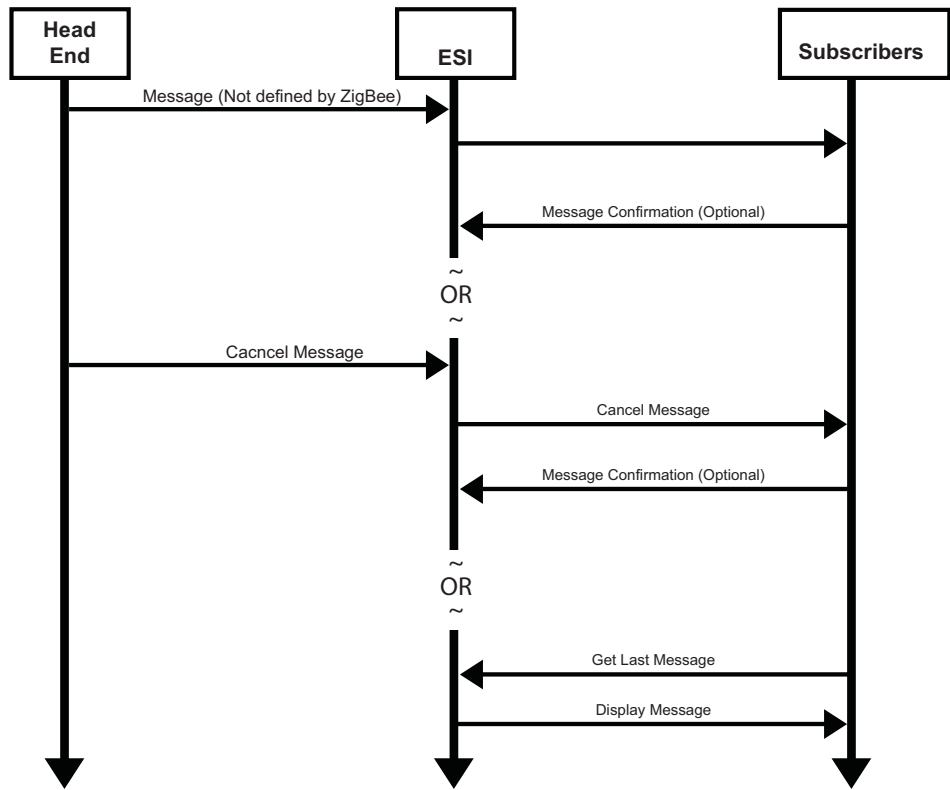 Head
End
ESI
Subscribers
Message (Not defined by ZigBee)
Message Confirmation (Optional)
~
OR
~
Cacncel Message
Cancel Message
Message Confirmation (Optional)
~
OR
~
Get Last Message
Display Message